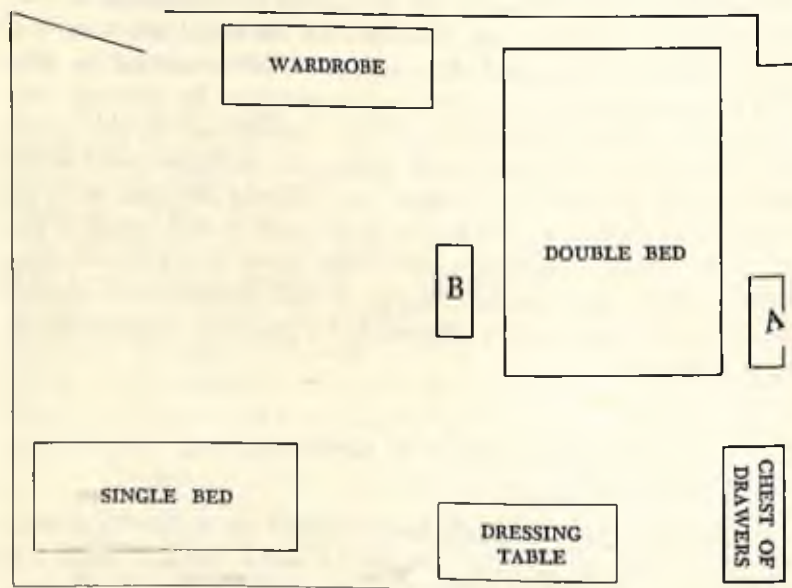 WARDROBE
DOUBLE BED
B
A
SINGLE BED
DRESSING
TABLE
CHEST OF
DRAWERS